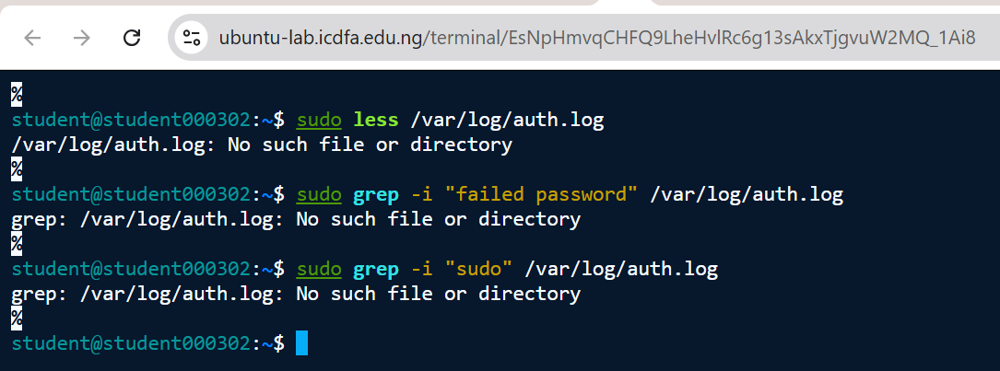 ubuntu-lab.icdfa.edu.ng/terminal/EsNpHmvqCHFQ9LheHvlRc6g13sAkxTjgvuW2MQ_1Ai8
%
student@student000302:~$ sudo less /var/log/auth.log
/var/log/auth.log: No such file or directory
%
student@student000302:~$ sudo grep -i "failed password" /var/log/auth.log
grep: /var/log/auth.log: No such file or directory
%
student@student000302:~$ sudo grep -i "sudo" /var/log/auth.log
grep: /var/log/auth.log: No such file or directory
%
student@student000302:~$